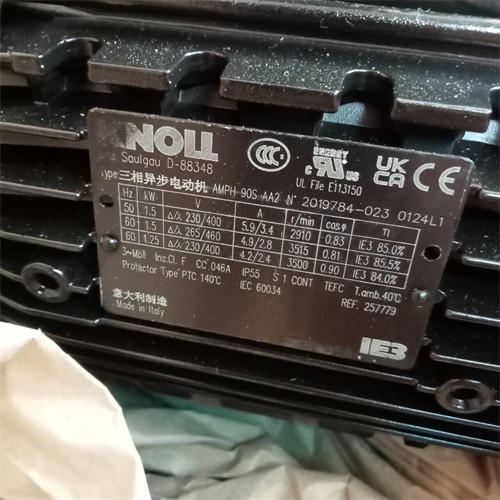 KNOLL
Saulgau D-88348
CCC
ENERGY
C UL US
UL File E113150
UK CA CE
Type 三相异步电动机 AMPH 90S AA2 N° 2019784-023 0124L1
Hz kW V A r/min cosφ η
50 1.5 Δ/⅄ 230/400 5.9/3.4 2910 0.83 IE3 85.0%
60 1.5 Δ/⅄ 265/460 4.9/2.8 3515 0.81 IE3 85.5%
60 1.25 Δ/⅄ 230/400 4.2/2.4 3500 0.90 IE3 84.0%
3~Mot Ins.Cl. F CC°046A IP55 S 1 CONT TEFC T.amb.40°C
Protector Type° PTC 140°C IEC 60034 REF. 257779
意大利制造
Made in Italy
IE3